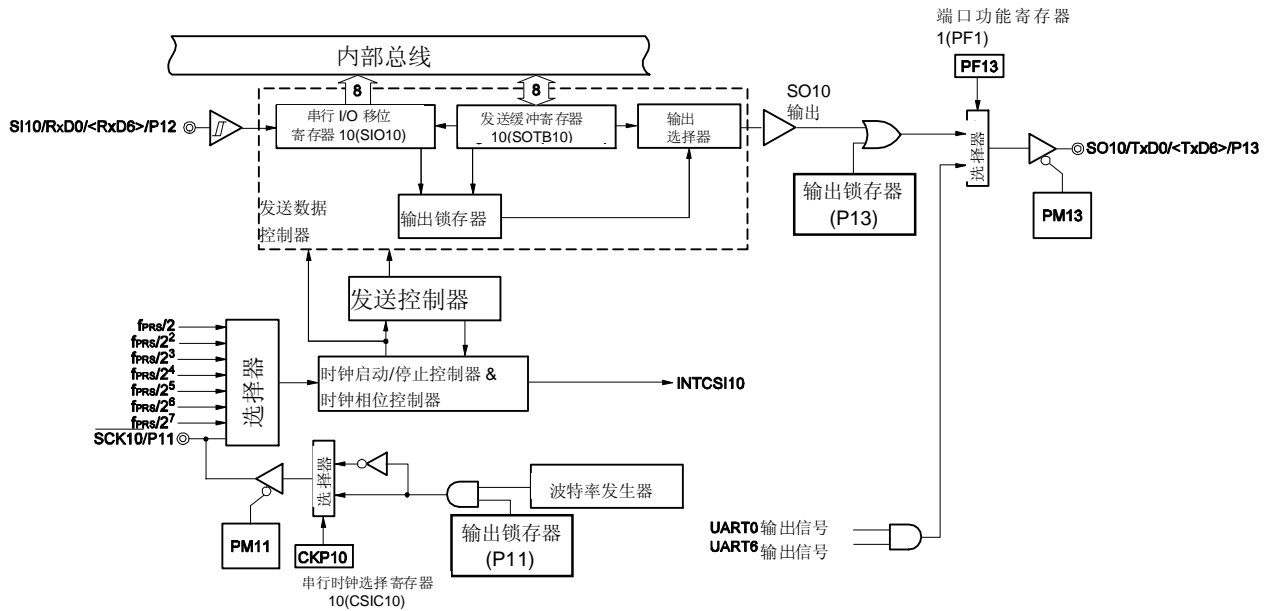 端口功能寄存器
1(PF1)
PF13
内部总线
8
8
SO10
输出
SI10/RxD0/<RxD6>/P12
串行 I/O 移位
寄存器 10(SIO10)
发送缓冲寄存器
10(SOTB10)
输出
选择器
选择器
SO10/TxD0/<TxD6>/P13
输出锁存器
(P13)
PM13
发送数据
控制器
输出锁存器
发送控制器
fPRS/2
fPRS/2²
fPRS/2³
fPRS/2⁴
fPRS/2⁵
fPRS/2⁶
fPRS/2⁷
SCK10/P11
选择器
时钟启动/停止控制器 &
时钟相位控制器
INTCSI10
选择器
波特率发生器
PM11
CKP10
输出锁存器
(P11)
串行时钟选择寄存器
10(CSIC10)
UART0 输出信号
UART6 输出信号